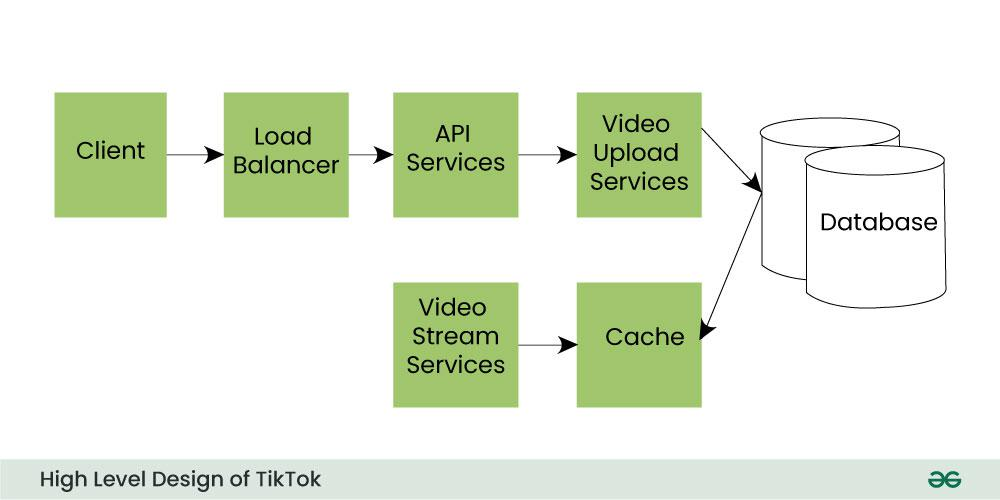 Client
Load
Balancer
API
Services
Video
Upload
Services
Database
Video
Stream
Services
Cache
High Level Design of TikTok